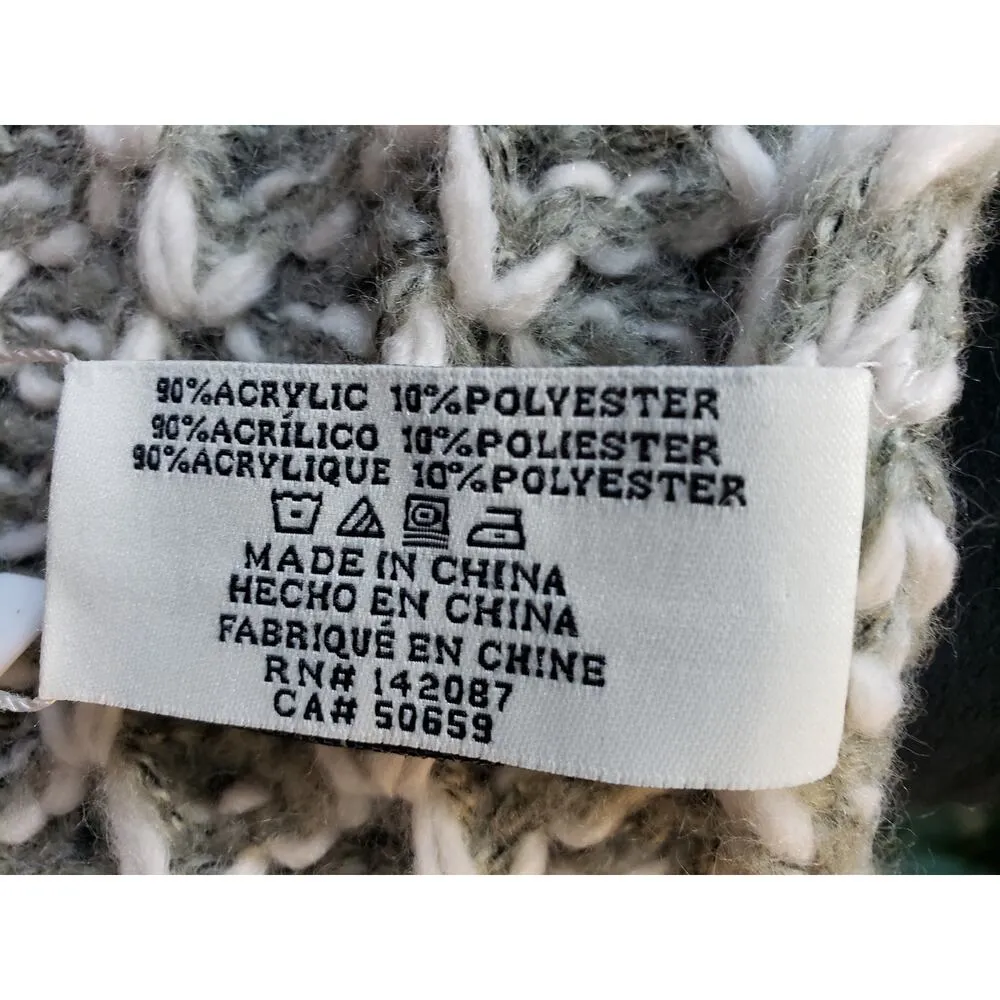 90%ACRYLIC 10%POLYESTER
90%ACRÍLICO 10%POLIESTER
90%ACRYLIQUE 10%POLYESTER
MADE IN CHINA
HECHO EN CHINA
FABRIQUÉ EN CHINE
RN# 142087
CA# 50659